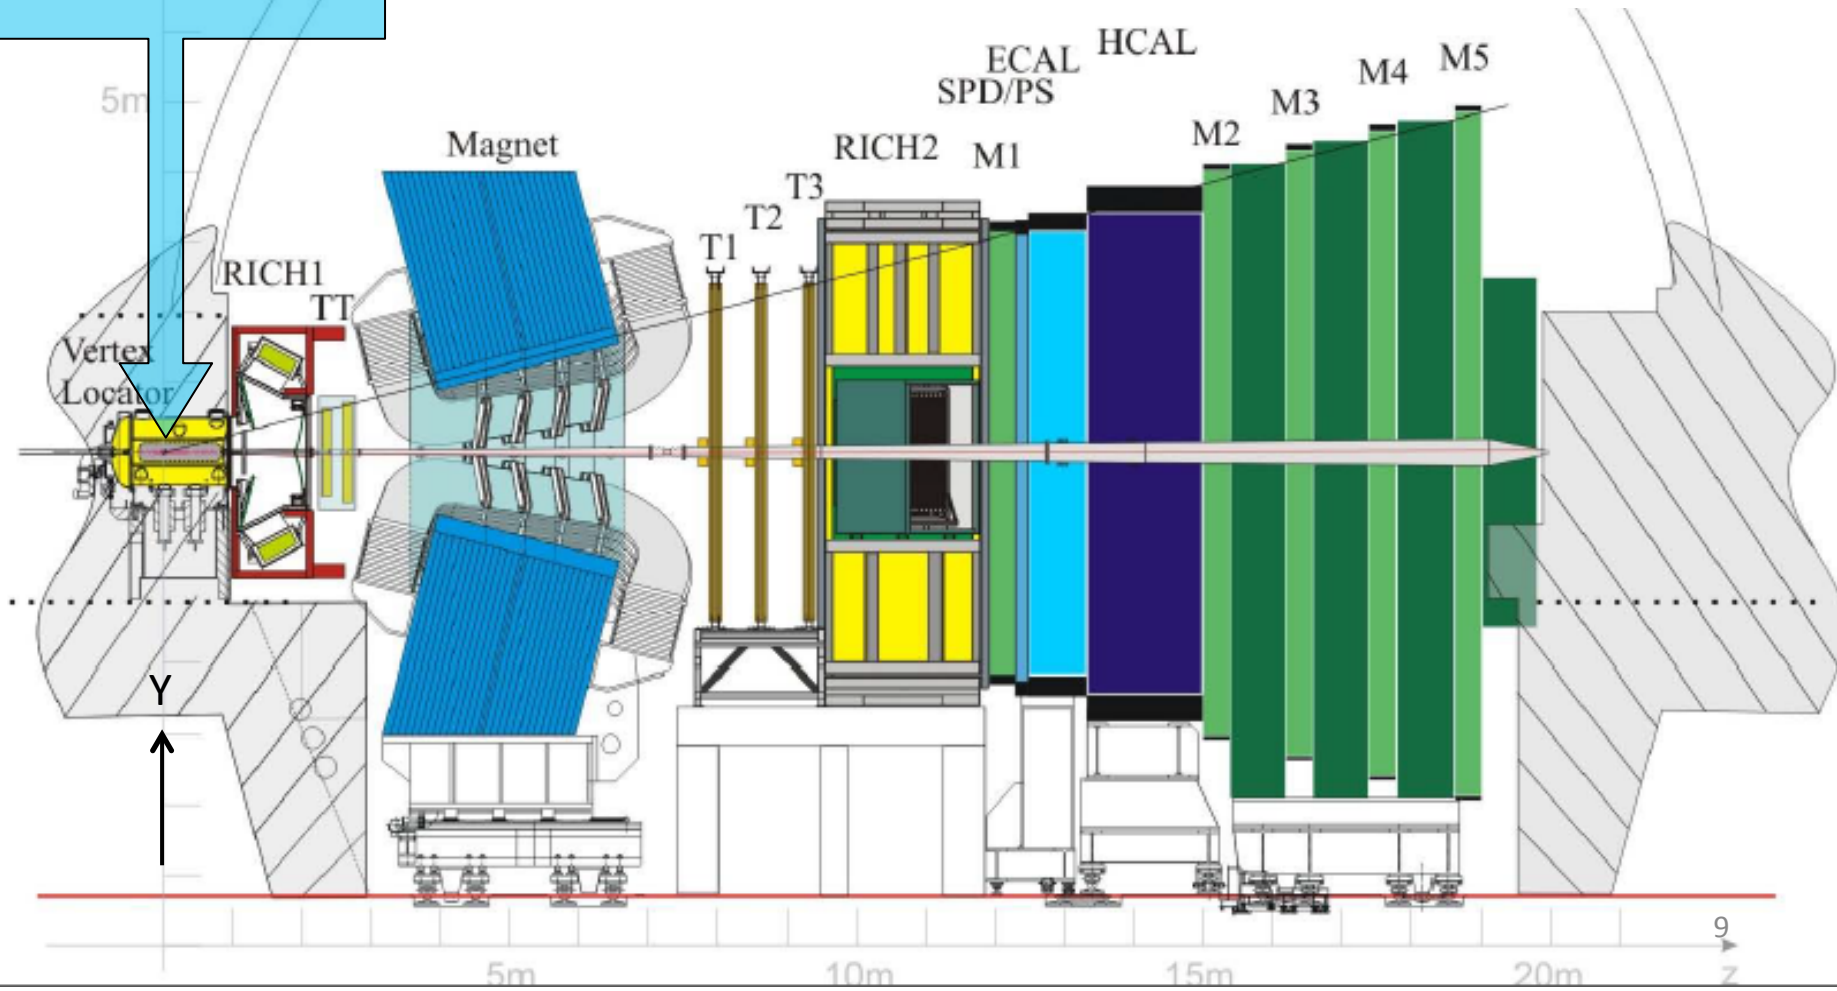 HCAL
ECAL
SPD/PS
M5
M4
M3
M2
5m
Magnet
RICH2
M1
T3
T2
T1
RICH1
TT
Vertex
Locator
Y
9
5m
10m
15m
20m
z